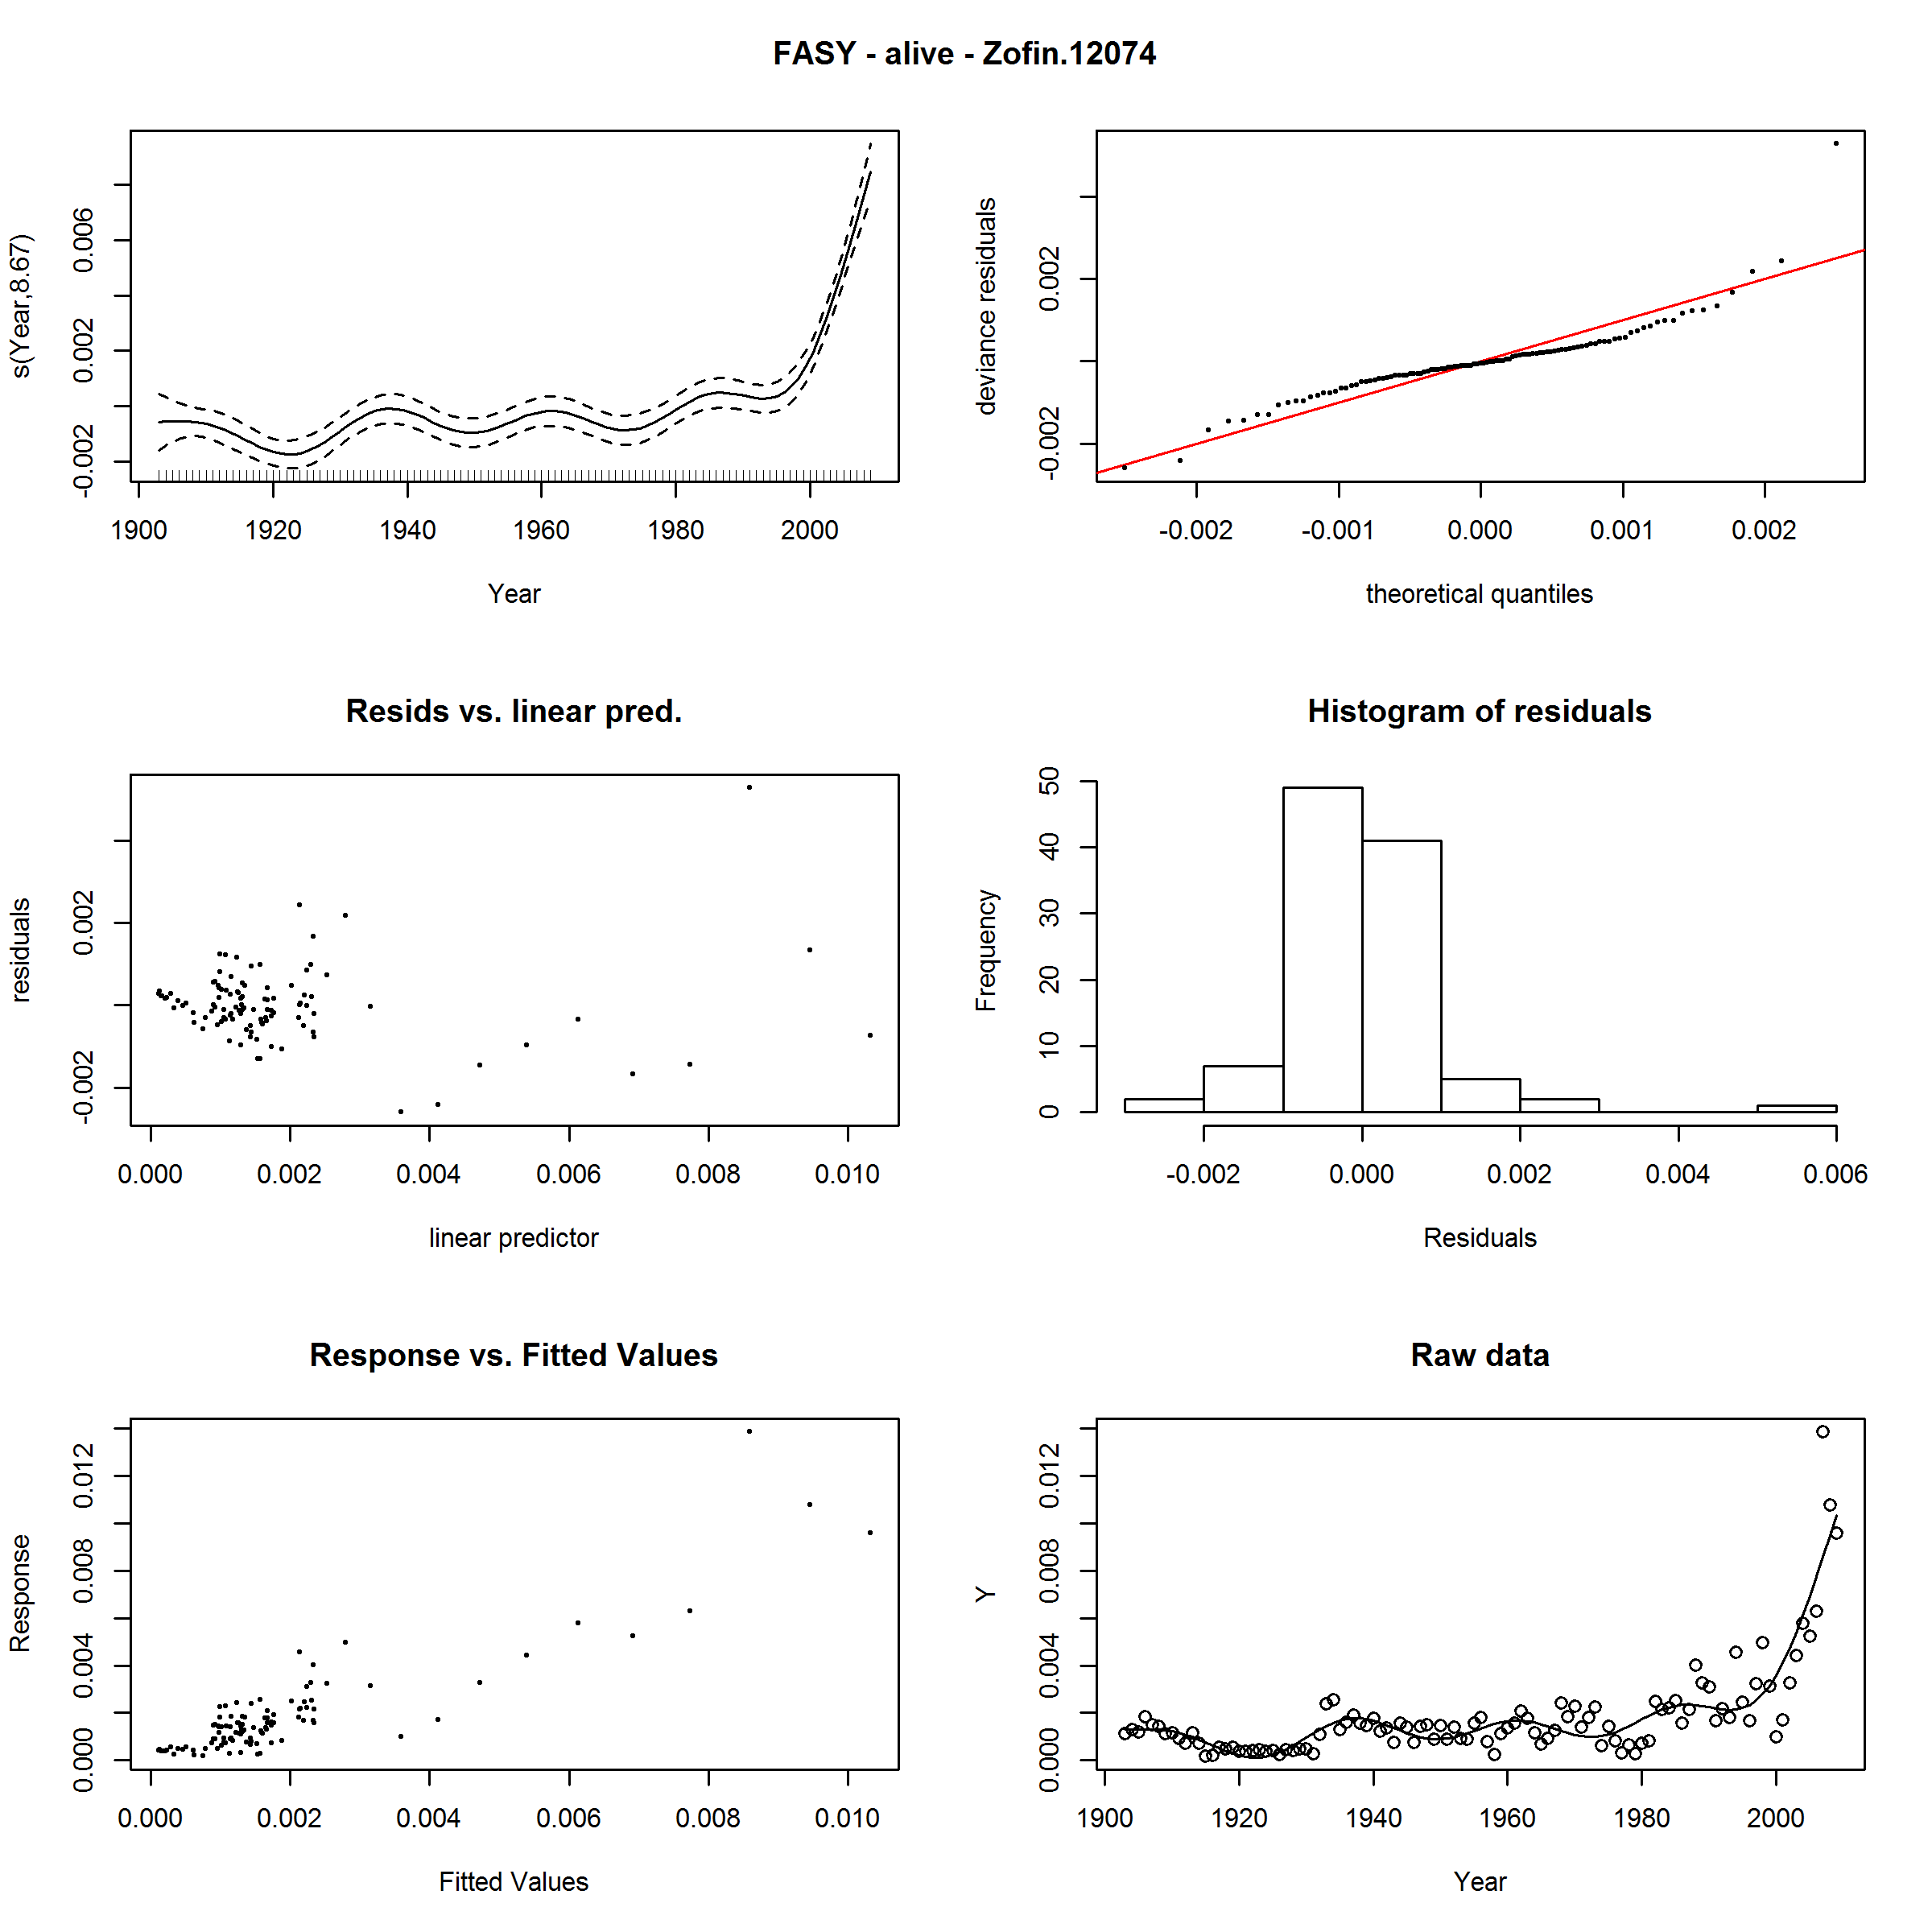 FASY - alive - Zofin.12074
s(Year,8.67)
-0.002 0.002 0.006
1900 1920 1940 1960 1980 2000
Year
deviance residuals
-0.002 0.002
-0.002 -0.001 0.000 0.001 0.002
theoretical quantiles
Resids vs. linear pred.
residuals
-0.002 0.002
0.000 0.002 0.004 0.006 0.008 0.010
linear predictor
Histogram of residuals
Frequency
0 10 20 30 40 50
-0.002 0.000 0.002 0.004 0.006
Residuals
Response vs. Fitted Values
Response
0.000 0.004 0.008 0.012
0.000 0.002 0.004 0.006 0.008 0.010
Fitted Values
Raw data
Y
0.000 0.004 0.008 0.012
1900 1920 1940 1960 1980 2000
Year